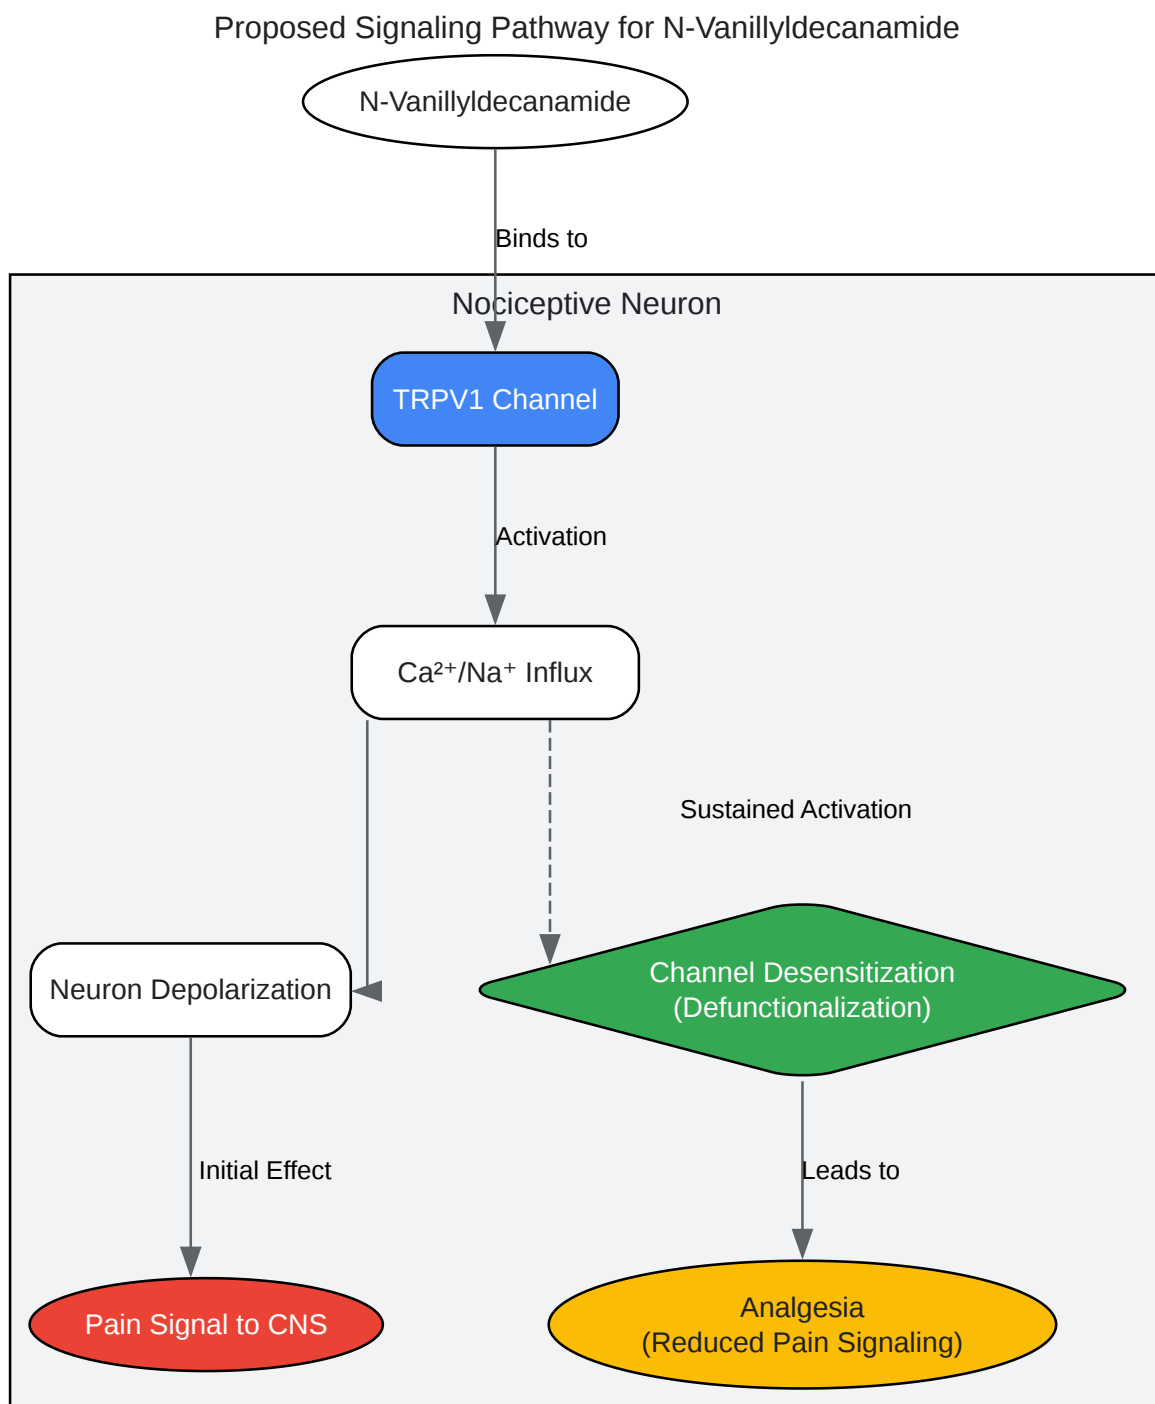 Proposed Signaling Pathway for N-Vanillyldecanamide
N-Vanillyldecanamide
Binds to
Nociceptive Neuron
TRPV1 Channel
Activation
Ca²⁺/Na⁺ Influx
Sustained Activation
Neuron Depolarization
Channel Desensitization
(Defunctionalization)
Initial Effect
Leads to
Pain Signal to CNS
Analgesia
(Reduced Pain Signaling)